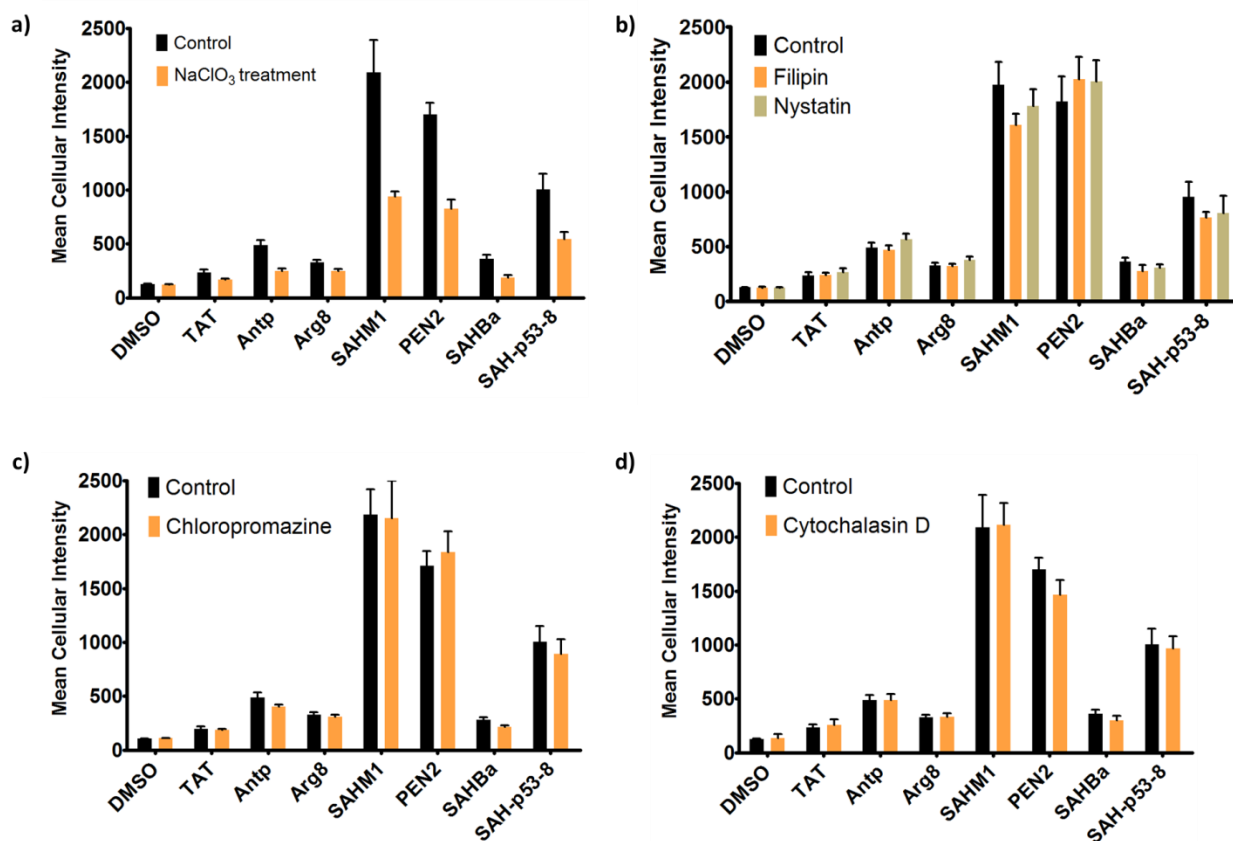 a)
Mean Cellular Intensity
2500
2000
1500
1000
500
0
Control
NaClO₃ treatment
DMSO
TAT
Antp
Arg8
SAHM1
PEN2
SAHBa
SAH-p53-8
b)
Mean Cellular Intensity
2500
2000
1500
1000
500
0
Control
Filipin
Nystatin
DMSO
TAT
Antp
Arg8
SAHM1
PEN2
SAHBa
SAH-p53-8
c)
Mean Cellular Intensity
2500
2000
1500
1000
500
0
Control
Chloropromazine
DMSO
TAT
Antp
Arg8
SAHM1
PEN2
SAHBa
SAH-p53-8
d)
Mean Cellular Intensity
2500
2000
1500
1000
500
0
Control
Cytochalasin D
DMSO
TAT
Antp
Arg8
SAHM1
PEN2
SAHBa
SAH-p53-8